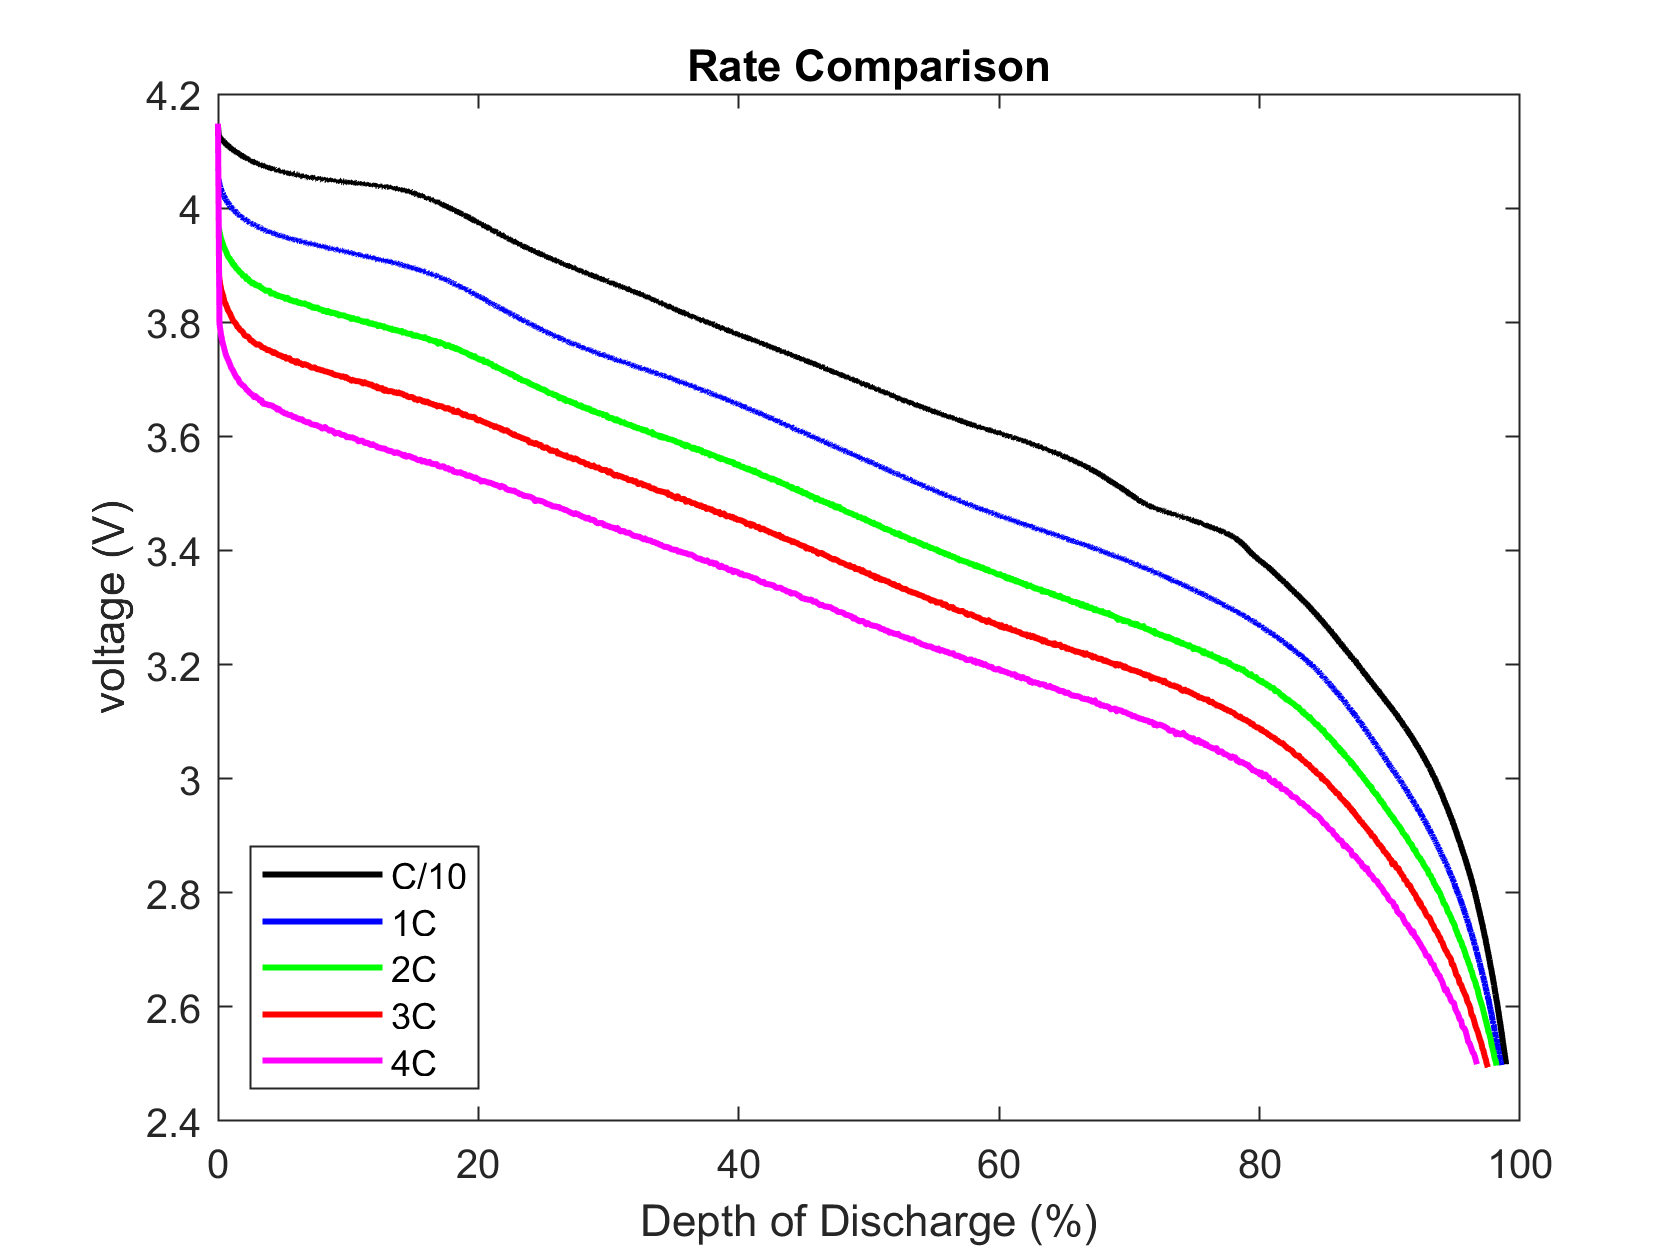 Rate Comparison
4.2
4
3.8
3.6
3.4
3.2
3
2.8
2.6
2.4
voltage (V)
C/10
1C
2C
3C
4C
0 20 40 60 80 100
Depth of Discharge (%)